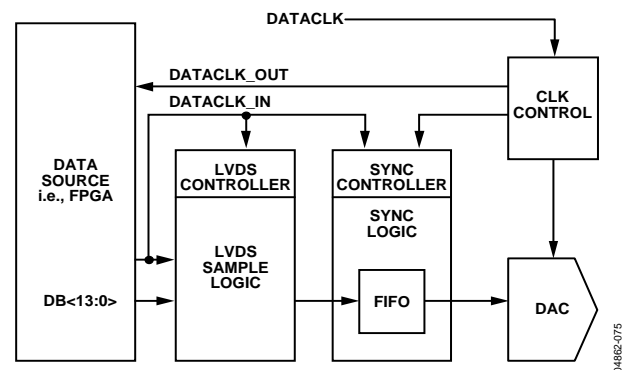 DATACLK
DATACLK_OUT
DATACLK_IN
CLK
CONTROL
DATA
SOURCE
i.e., FPGA
LVDS
CONTROLLER
SYNC
CONTROLLER
SYNC
LOGIC
LVDS
SAMPLE
LOGIC
DB<13:0>
FIFO
DAC
04862-075